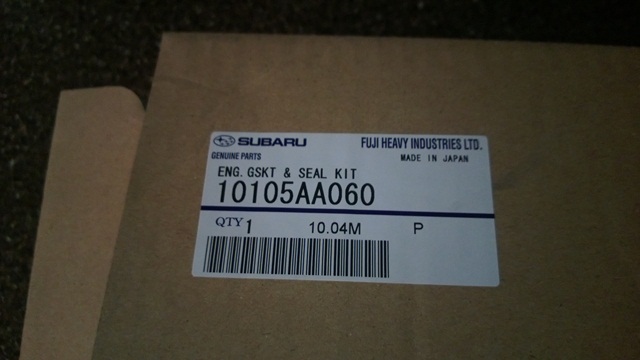 SUBARU FUJI HEAVY INDUSTRIES LTD.
GENUINE PARTS MADE IN JAPAN
ENG. GSKT & SEAL KIT
10105AA060
QTY 1 10.04M P